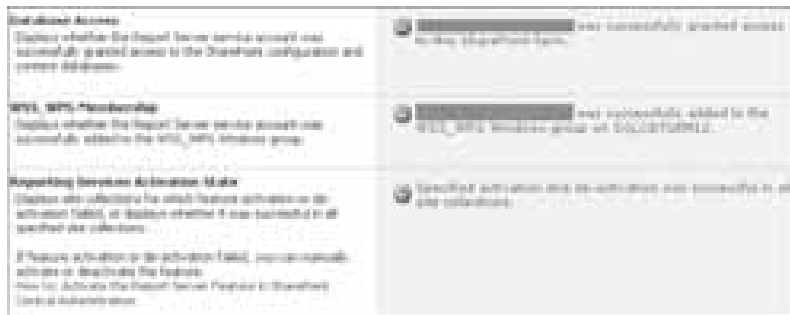 Database Access
Displays whether the Report Server service account was
successfully granted access to the SharePoint configuration and
content databases.
was successfully granted access
to the SharePoint farm.
WSS_WPG Membership
Displays whether the Report Server service account was
successfully added to the WSS_WPG Windows group.
was successfully added to the
WSS_WPG Windows group on
Reporting Services Activation State
Displays site collections for which feature activation or de-
activation failed, or displays whether it was successful in all
specified site collections.
Specified activation and de-activation was successful in all
site collections.
If feature activation or de-activation failed, you can manually
activate or deactivate the feature.
How to: Activate the Report Server Feature in SharePoint
Central Administration